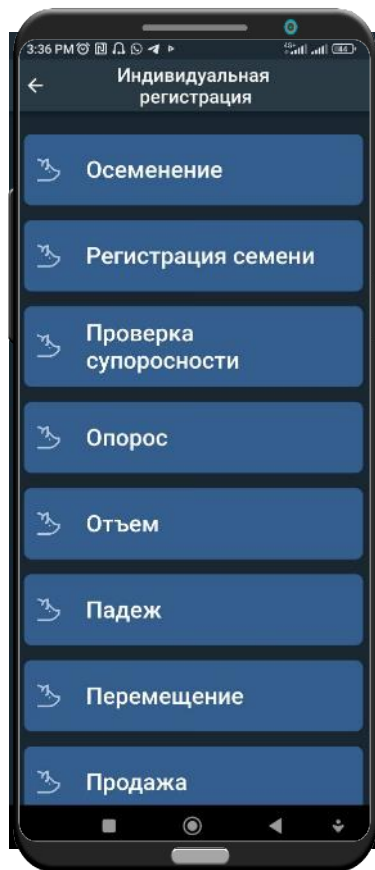 3:36 PM
Индивидуальная
регистрация
Осеменение
Регистрация семени
Проверка
супоросности
Опорос
Отъем
Падеж
Перемещение
Продажа